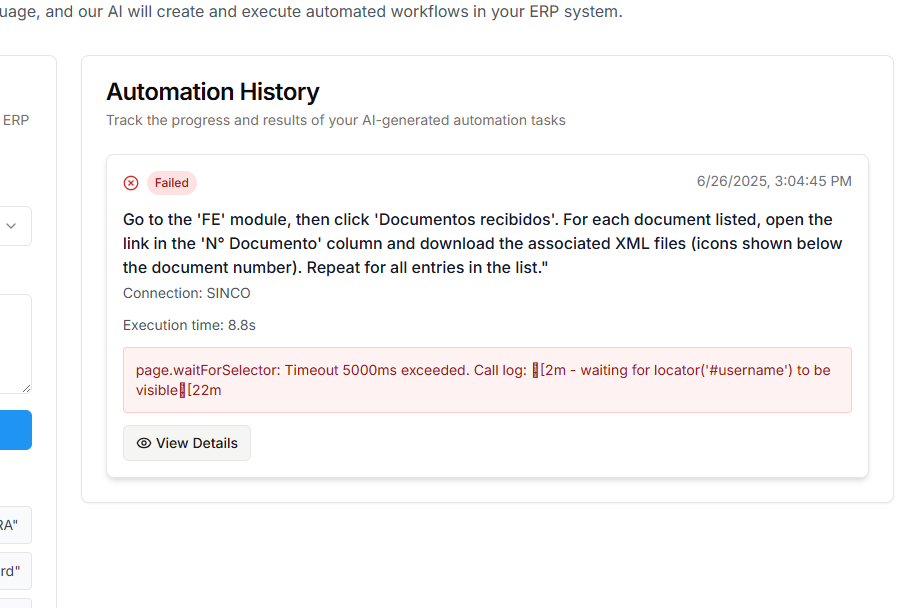 uage, and our AI will create and execute automated workflows in your ERP system.
ERP
RA"
rd"
Automation History
Track the progress and results of your AI-generated automation tasks
Failed
6/26/2025, 3:04:45 PM
Go to the 'FE' module, then click 'Documentos recibidos'. For each document listed, open the
link in the 'N° Documento' column and download the associated XML files (icons shown below
the document number). Repeat for all entries in the list."
Connection: SINCO
Execution time: 8.8s
page.waitForSelector: Timeout 5000ms exceeded. Call log: [2m - waiting for locator('#username') to be
visible[22m
View Details